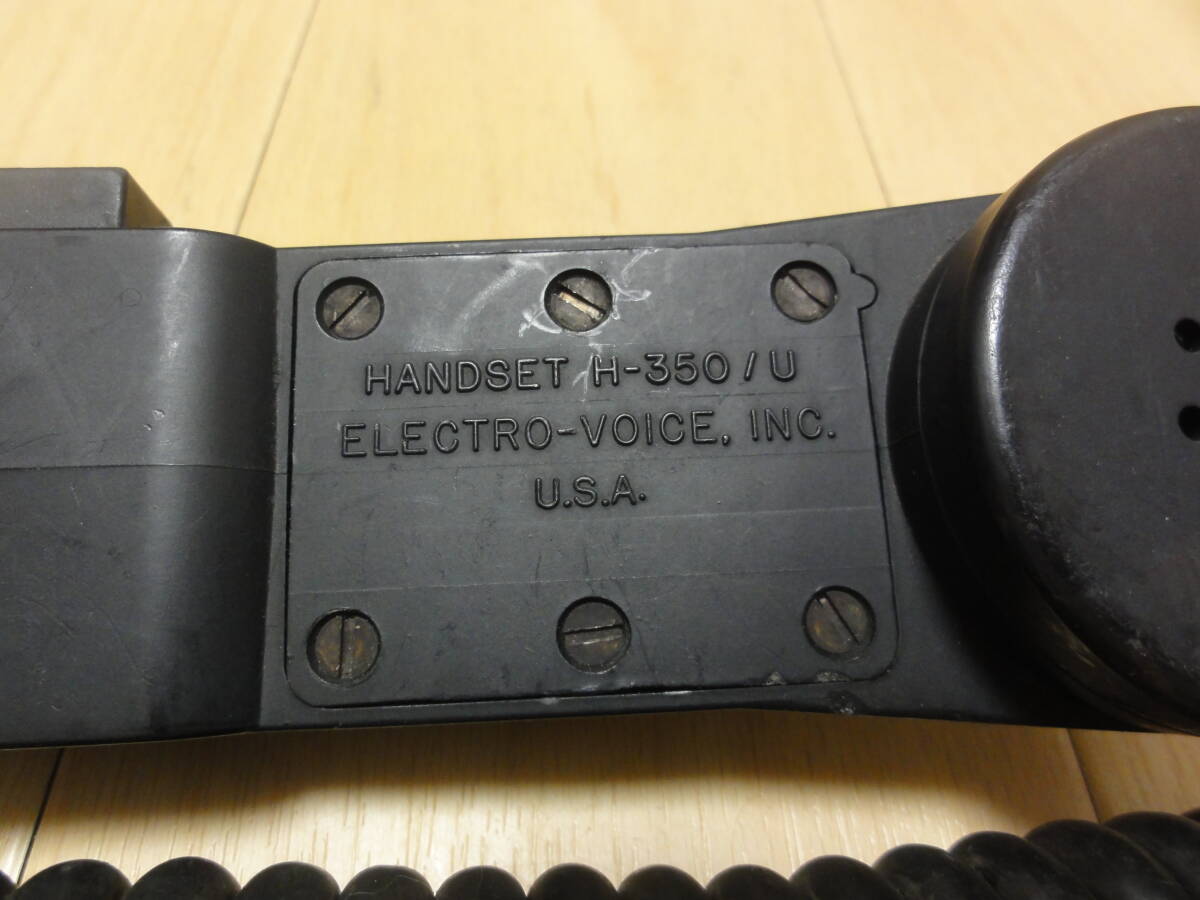 HANDSET H-350/U
ELECTRO-VOICE, INC.
U.S.A.